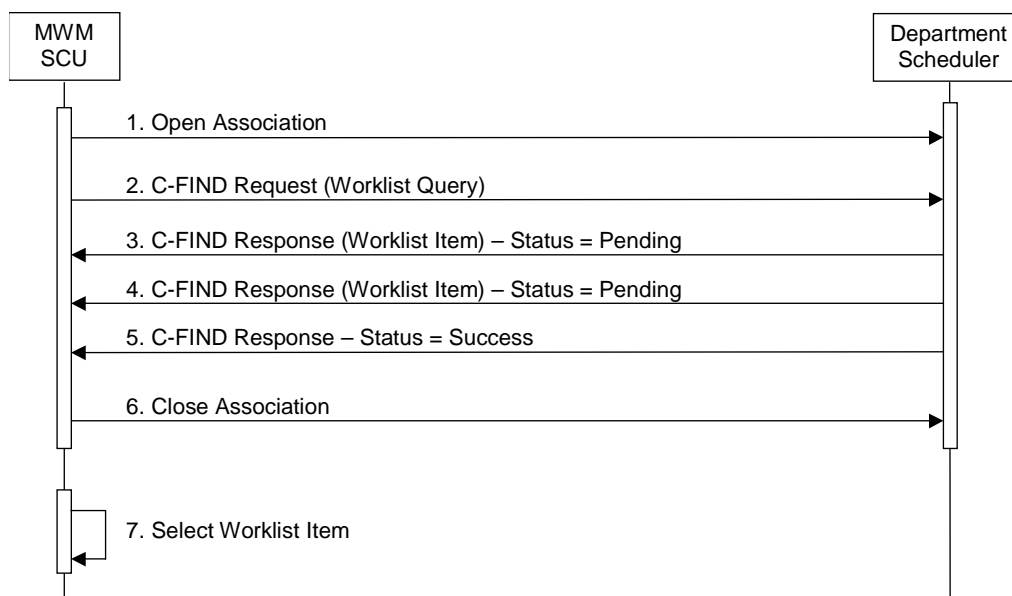 MWM
SCU
Department
Scheduler
1. Open Association
2. C-FIND Request (Worklist Query)
3. C-FIND Response (Worklist Item) – Status = Pending
4. C-FIND Response (Worklist Item) – Status = Pending
5. C-FIND Response – Status = Success
6. Close Association
7. Select Worklist Item